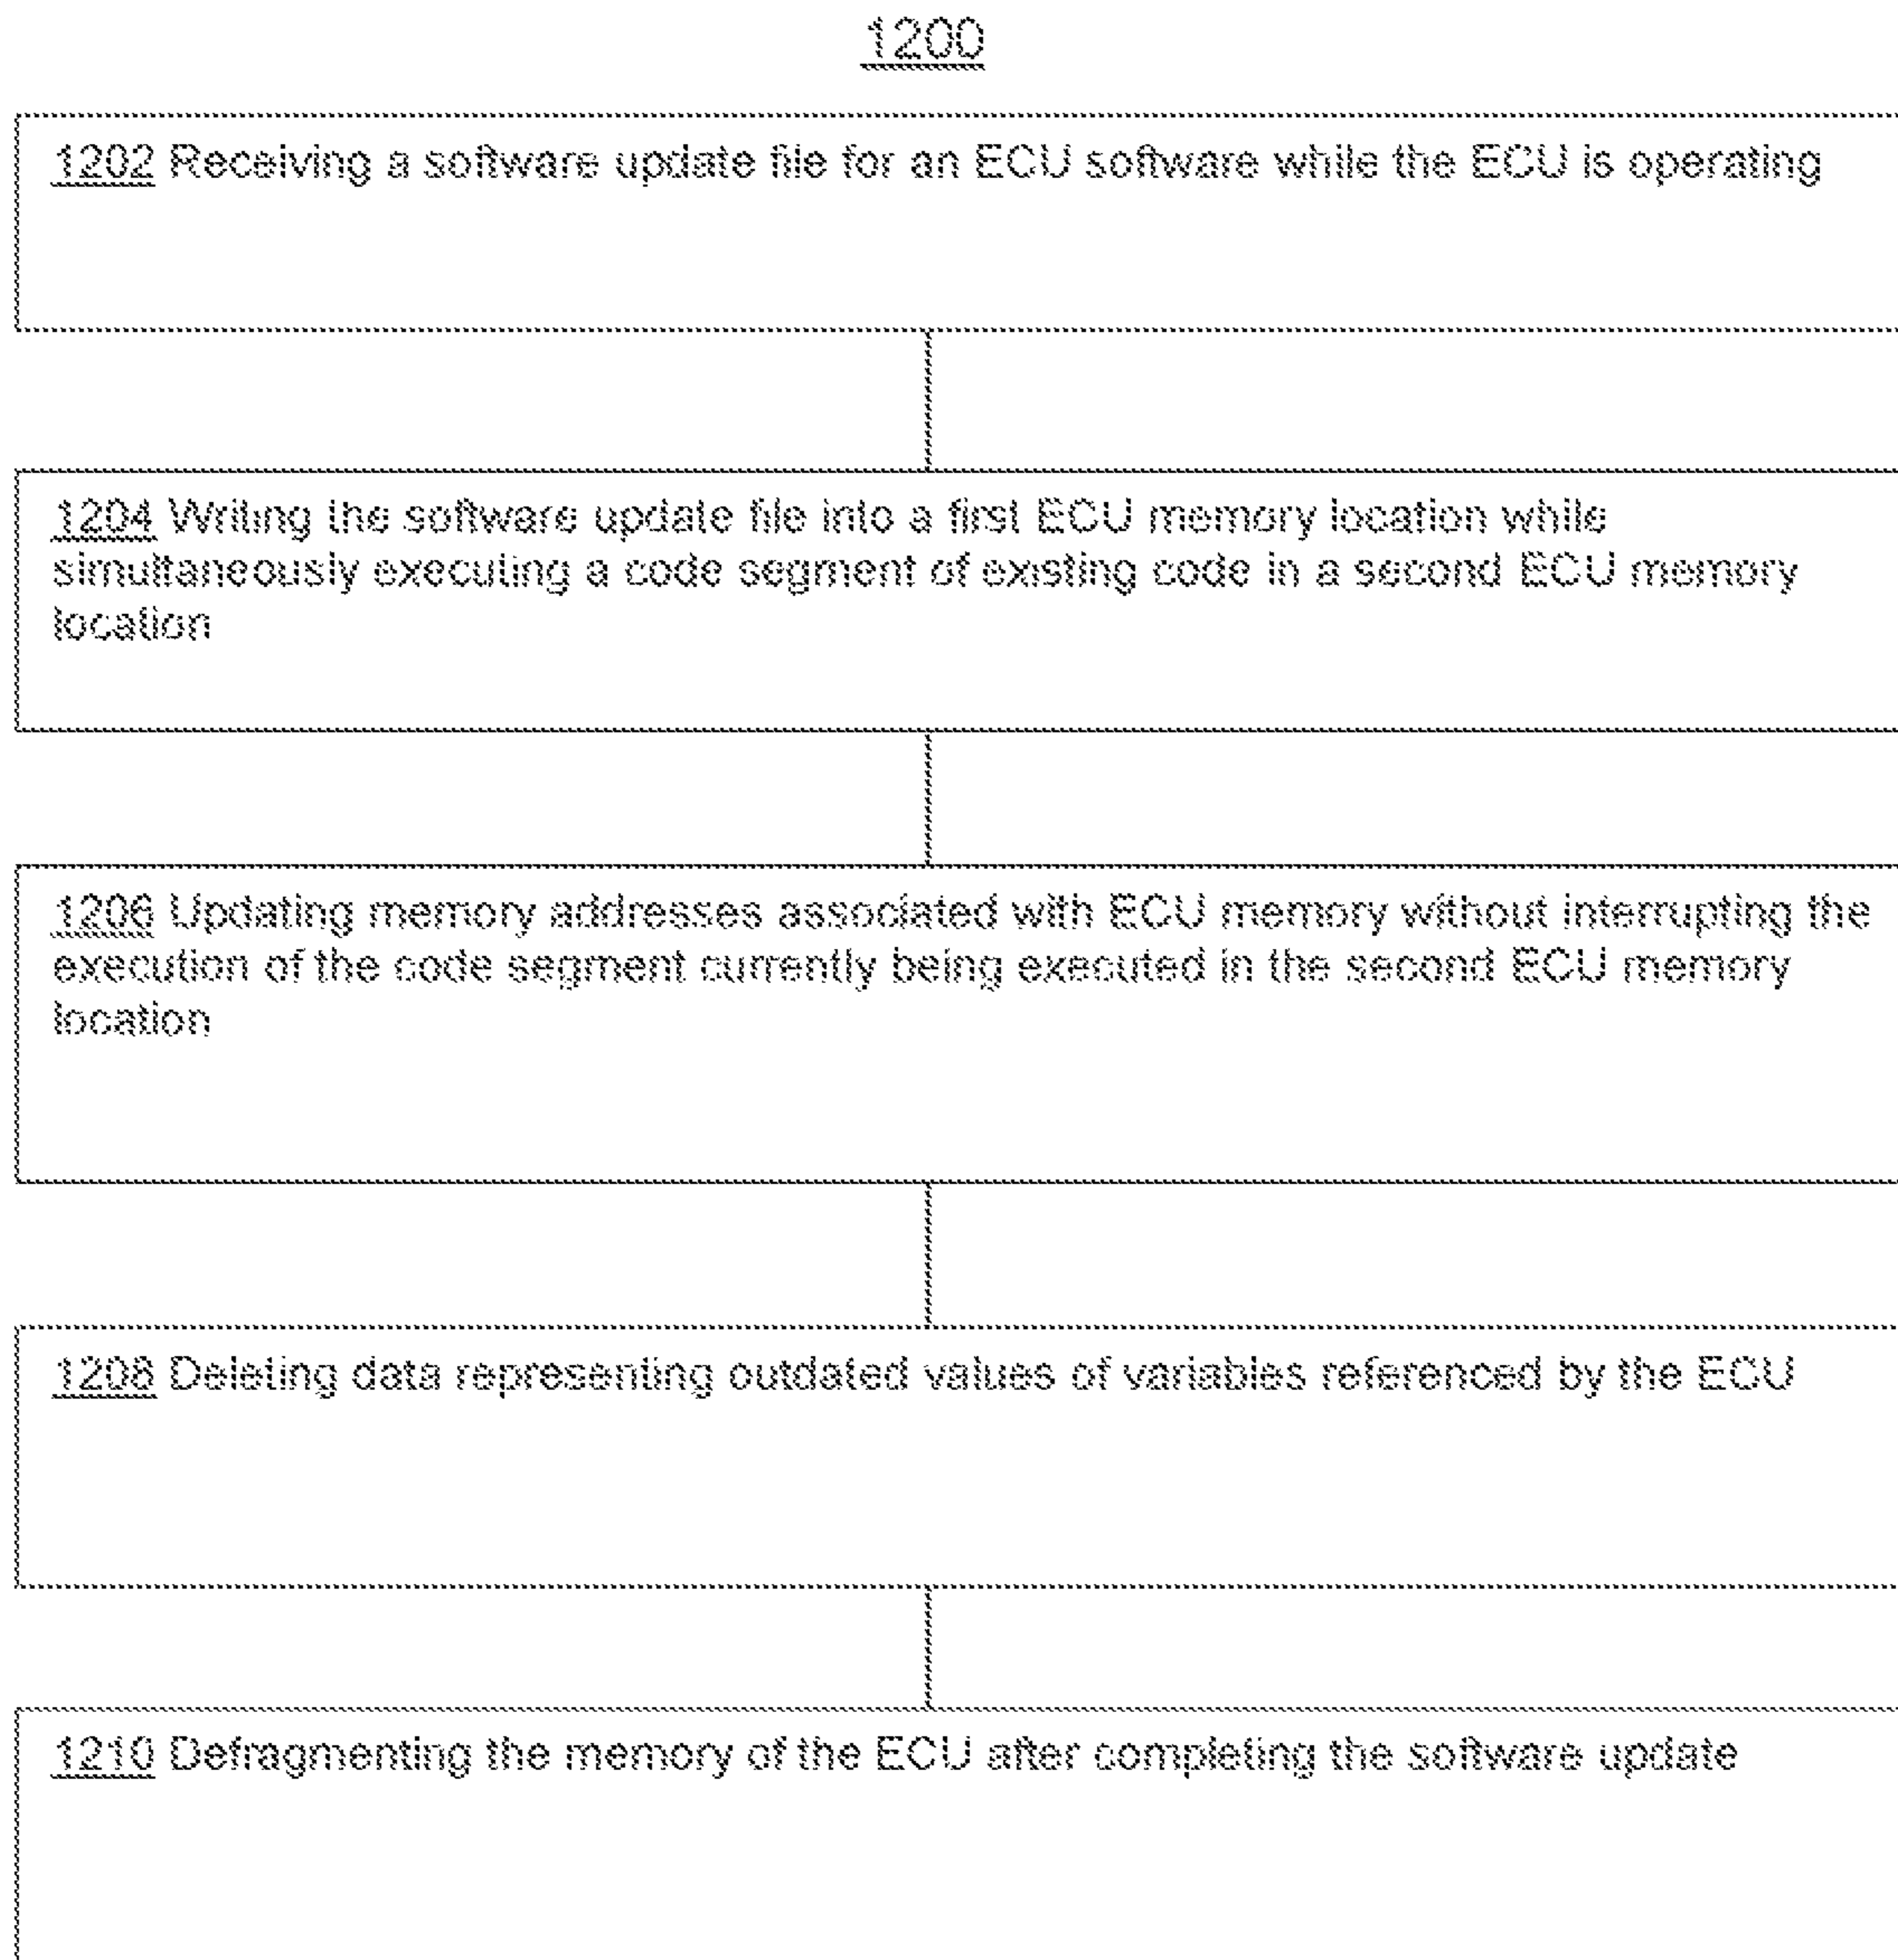 1200
1202 Receiving a software update file for an ECU software while the ECU is operating
1204 Writing the software update file into a first ECU memory location while
simultaneously executing a code segment of existing code in a second ECU memory
location
1206 Updating memory addresses associated with ECU memory without interrupting the
execution of the code segment currently being executed in the second ECU memory
location
1208 Deleting data representing outdated values of variables referenced by the ECU
1210 Defragmenting the memory of the ECU after completing the software update